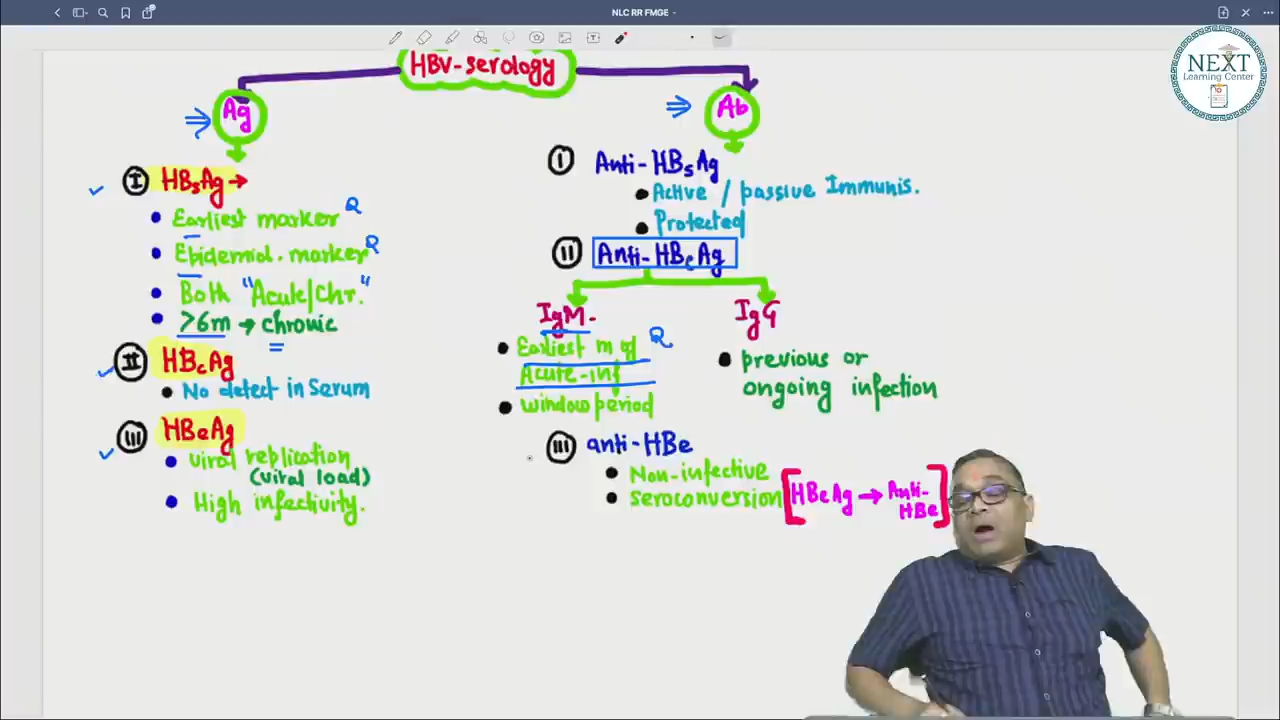 NLC RR FMGE
NEXT
Learning Center
HBV-serology
Ag
Ab
I HBsAg →
Earliest marker Q
Epidemiol. marker Q
Both "Acute/Chr."
>6m → chronic
II HBcAg
No detect in Serum
III HBeAg
Viral replication
(viral load)
High infectivity.
I Anti-HBsAg
Active / passive Immunis.
Protected
II Anti-HBcAg
IgM.
Earliest m of Q
Acute-inf
window period
IgG
previous or
ongoing infection
III anti-HBe
Non-infective
Seroconversion [HBeAg → Anti-
HBe]